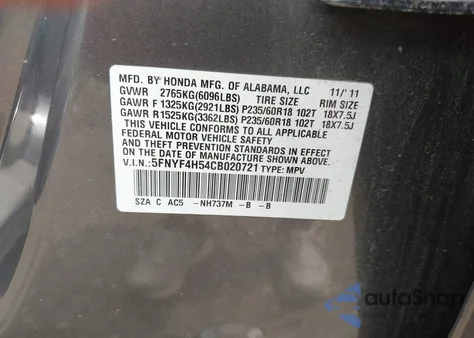 MFD. BY HONDA MFG. OF ALABAMA, LLC 11/'11
GVWR 2765KG(6096LBS) TIRE SIZE RIM SIZE
GAWR F 1325KG(2921LBS) P235/60R18 102T 18X7.5J
GAWR R1525KG(3362LBS) P235/60R18 102T 18X7.5J
THIS VEHICLE CONFORMS TO ALL APPLICABLE
FEDERAL MOTOR VEHICLE SAFETY AND
THEFT PREVENTION STANDARDS IN EFFECT
ON THE DATE OF MANUFACTURE SHOWN ABOVE.
V.I.N.:5FNYF4H54CB020721 TYPE: MPV
SZA C AC5 -NH737M -B -B
autoSnap